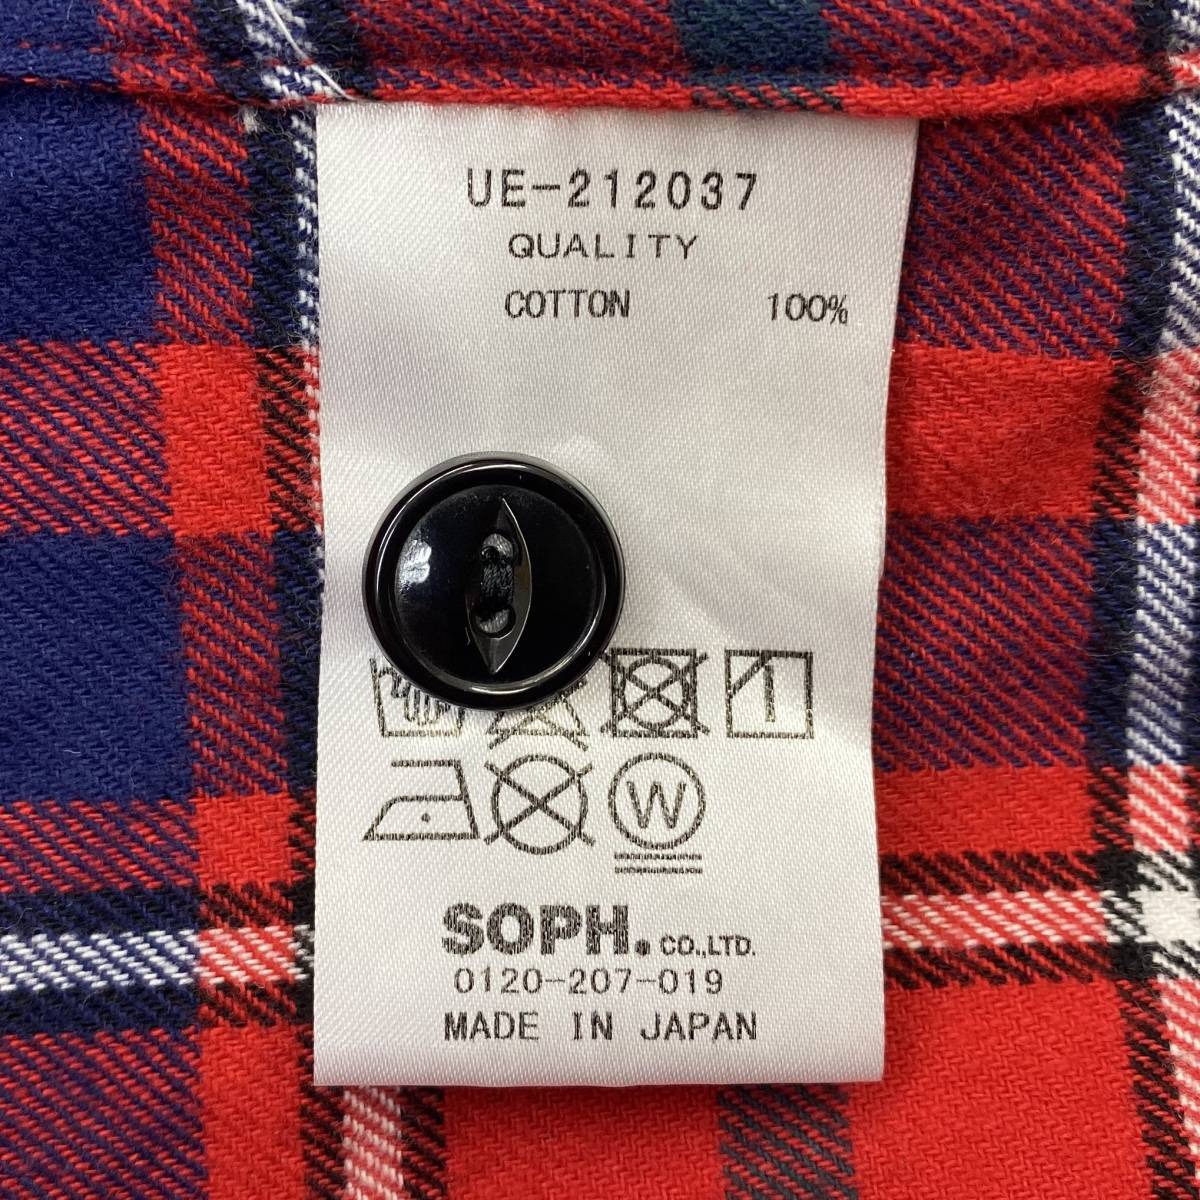 UE-212037
QUALITY
COTTON 100%
W
SOPH. CO.,LTD.
0120-207-019
MADE IN JAPAN